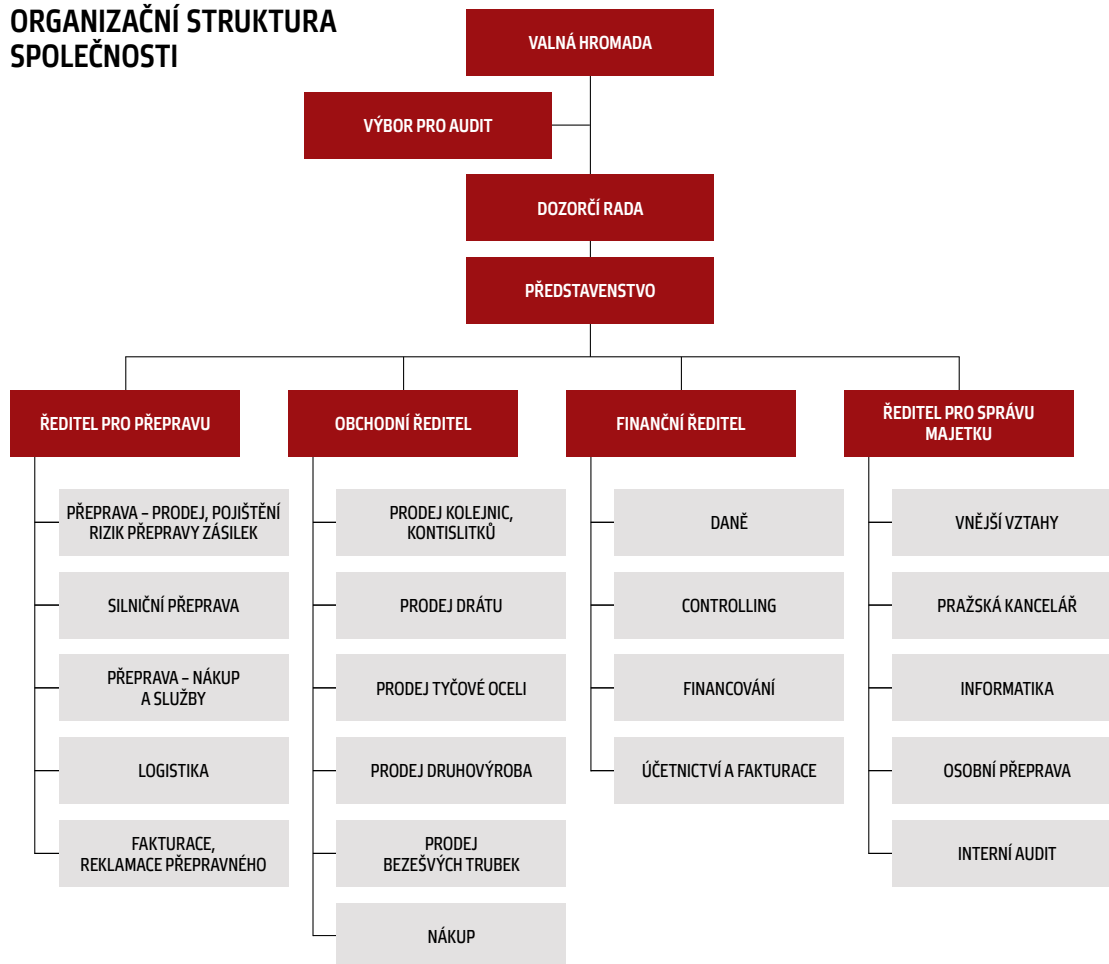 ORGANIZAČNÍ STRUKTURA
SPOLEČNOSTI
VALNÁ HROMADA
VÝBOR PRO AUDIT
DOZORČÍ RADA
PŘEDSTAVENSTVO
ŘEDITEL PRO PŘEPRAVU
PŘEPRAVA – PRODEJ, POJIŠTĚNÍ
RIZIK PŘEPRAVY ZÁSILEK
SILNIČNÍ PŘEPRAVA
PŘEPRAVA – NÁKUP
A SLUŽBY
LOGISTIKA
FAKTURACE,
REKLAMACE PŘEPRAVNÉHO
OBCHODNÍ ŘEDITEL
PRODEJ KOLEJNIC,
KONTISLITKŮ
PRODEJ DRÁTU
PRODEJ TYČOVÉ OCELI
PRODEJ DRUHOVÝROBA
PRODEJ
BEZEŠVÝCH TRUBEK
NÁKUP
FINANČNÍ ŘEDITEL
DANĚ
CONTROLLING
FINANCOVÁNÍ
ÚČETNICTVÍ A FAKTURACE
ŘEDITEL PRO SPRÁVU
MAJETKU
VNĚJŠÍ VZTAHY
PRAŽSKÁ KANCELÁŘ
INFORMATIKA
OSOBNÍ PŘEPRAVA
INTERNÍ AUDIT